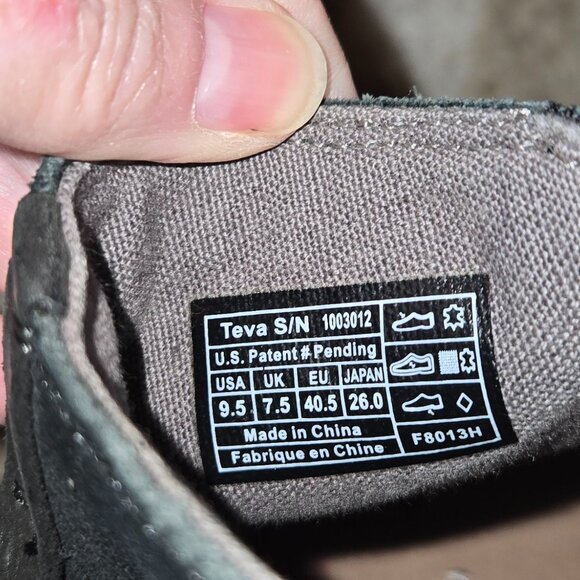 Teva S/N 1003012
U.S. Patent # Pending
USA UK EU JAPAN
9.5 7.5 40.5 26.0
Made in China
Fabrique en Chine
F8013H